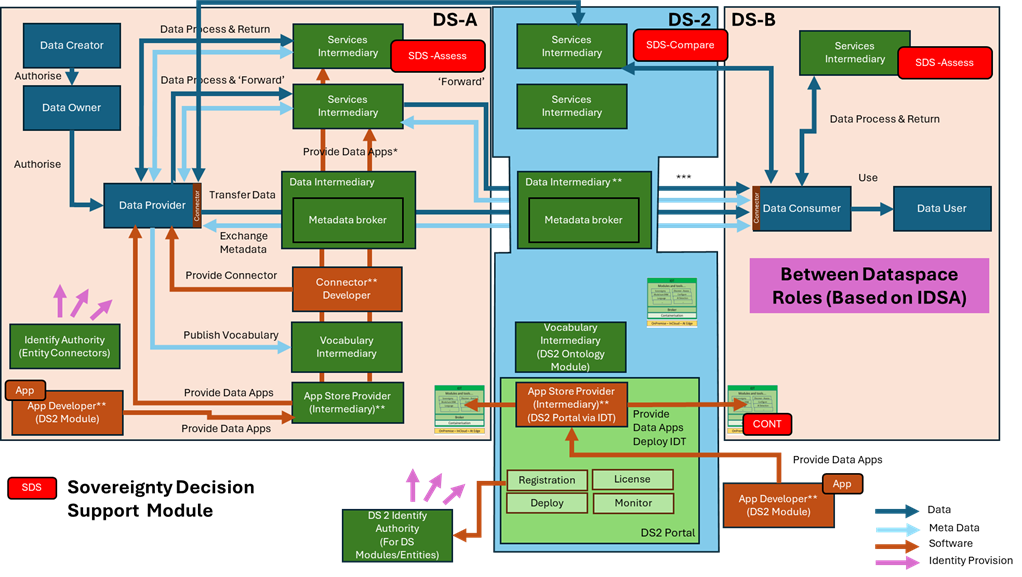 DS-A
DS-2
DS-B
Data Creator
Data Process & Return
Services
Intermediary
SDS -Assess
Services
Intermediary
SDS-Compare
Services
Intermediary
SDS -Assess
Authorise
Data Process & ‘Forward’
‘Forward’
Data Owner
Services
Intermediary
Services
Intermediary
Data Process & Return
Authorise
Provide Data Apps*
Data Intermediary
Data Intermediary **
***
Use
Data Provider
Connector
Transfer Data
Metadata broker
Metadata broker
Connector
Data Consumer
Data User
Exchange
Metadata
Provide Connector
Connector**
Developer
Between Dataspace
Roles (Based on IDSA)
Identify Authority
(Entity Connectors)
Publish Vocabulary
Vocabulary
Intermediary
Vocabulary
Intermediary
(DS2 Ontology
Module)
App
App Developer**
(DS2 Module)
Provide Data Apps
App Store Provider
(Intermediary)**
Provide Data Apps
App Store Provider
(Intermediary)**
(DS2 Portal via IDT)
Provide
Data Apps
Deploy IDT
CONT
Provide Data Apps
SDS
Sovereignty Decision
Support Module
Registration
License
Deploy
Monitor
DS2 Portal
App
App Developer**
(DS2 Module)
DS 2 Identify
Authority
(For DS
Modules/Entities)
Data
Meta Data
Software
Identity Provision